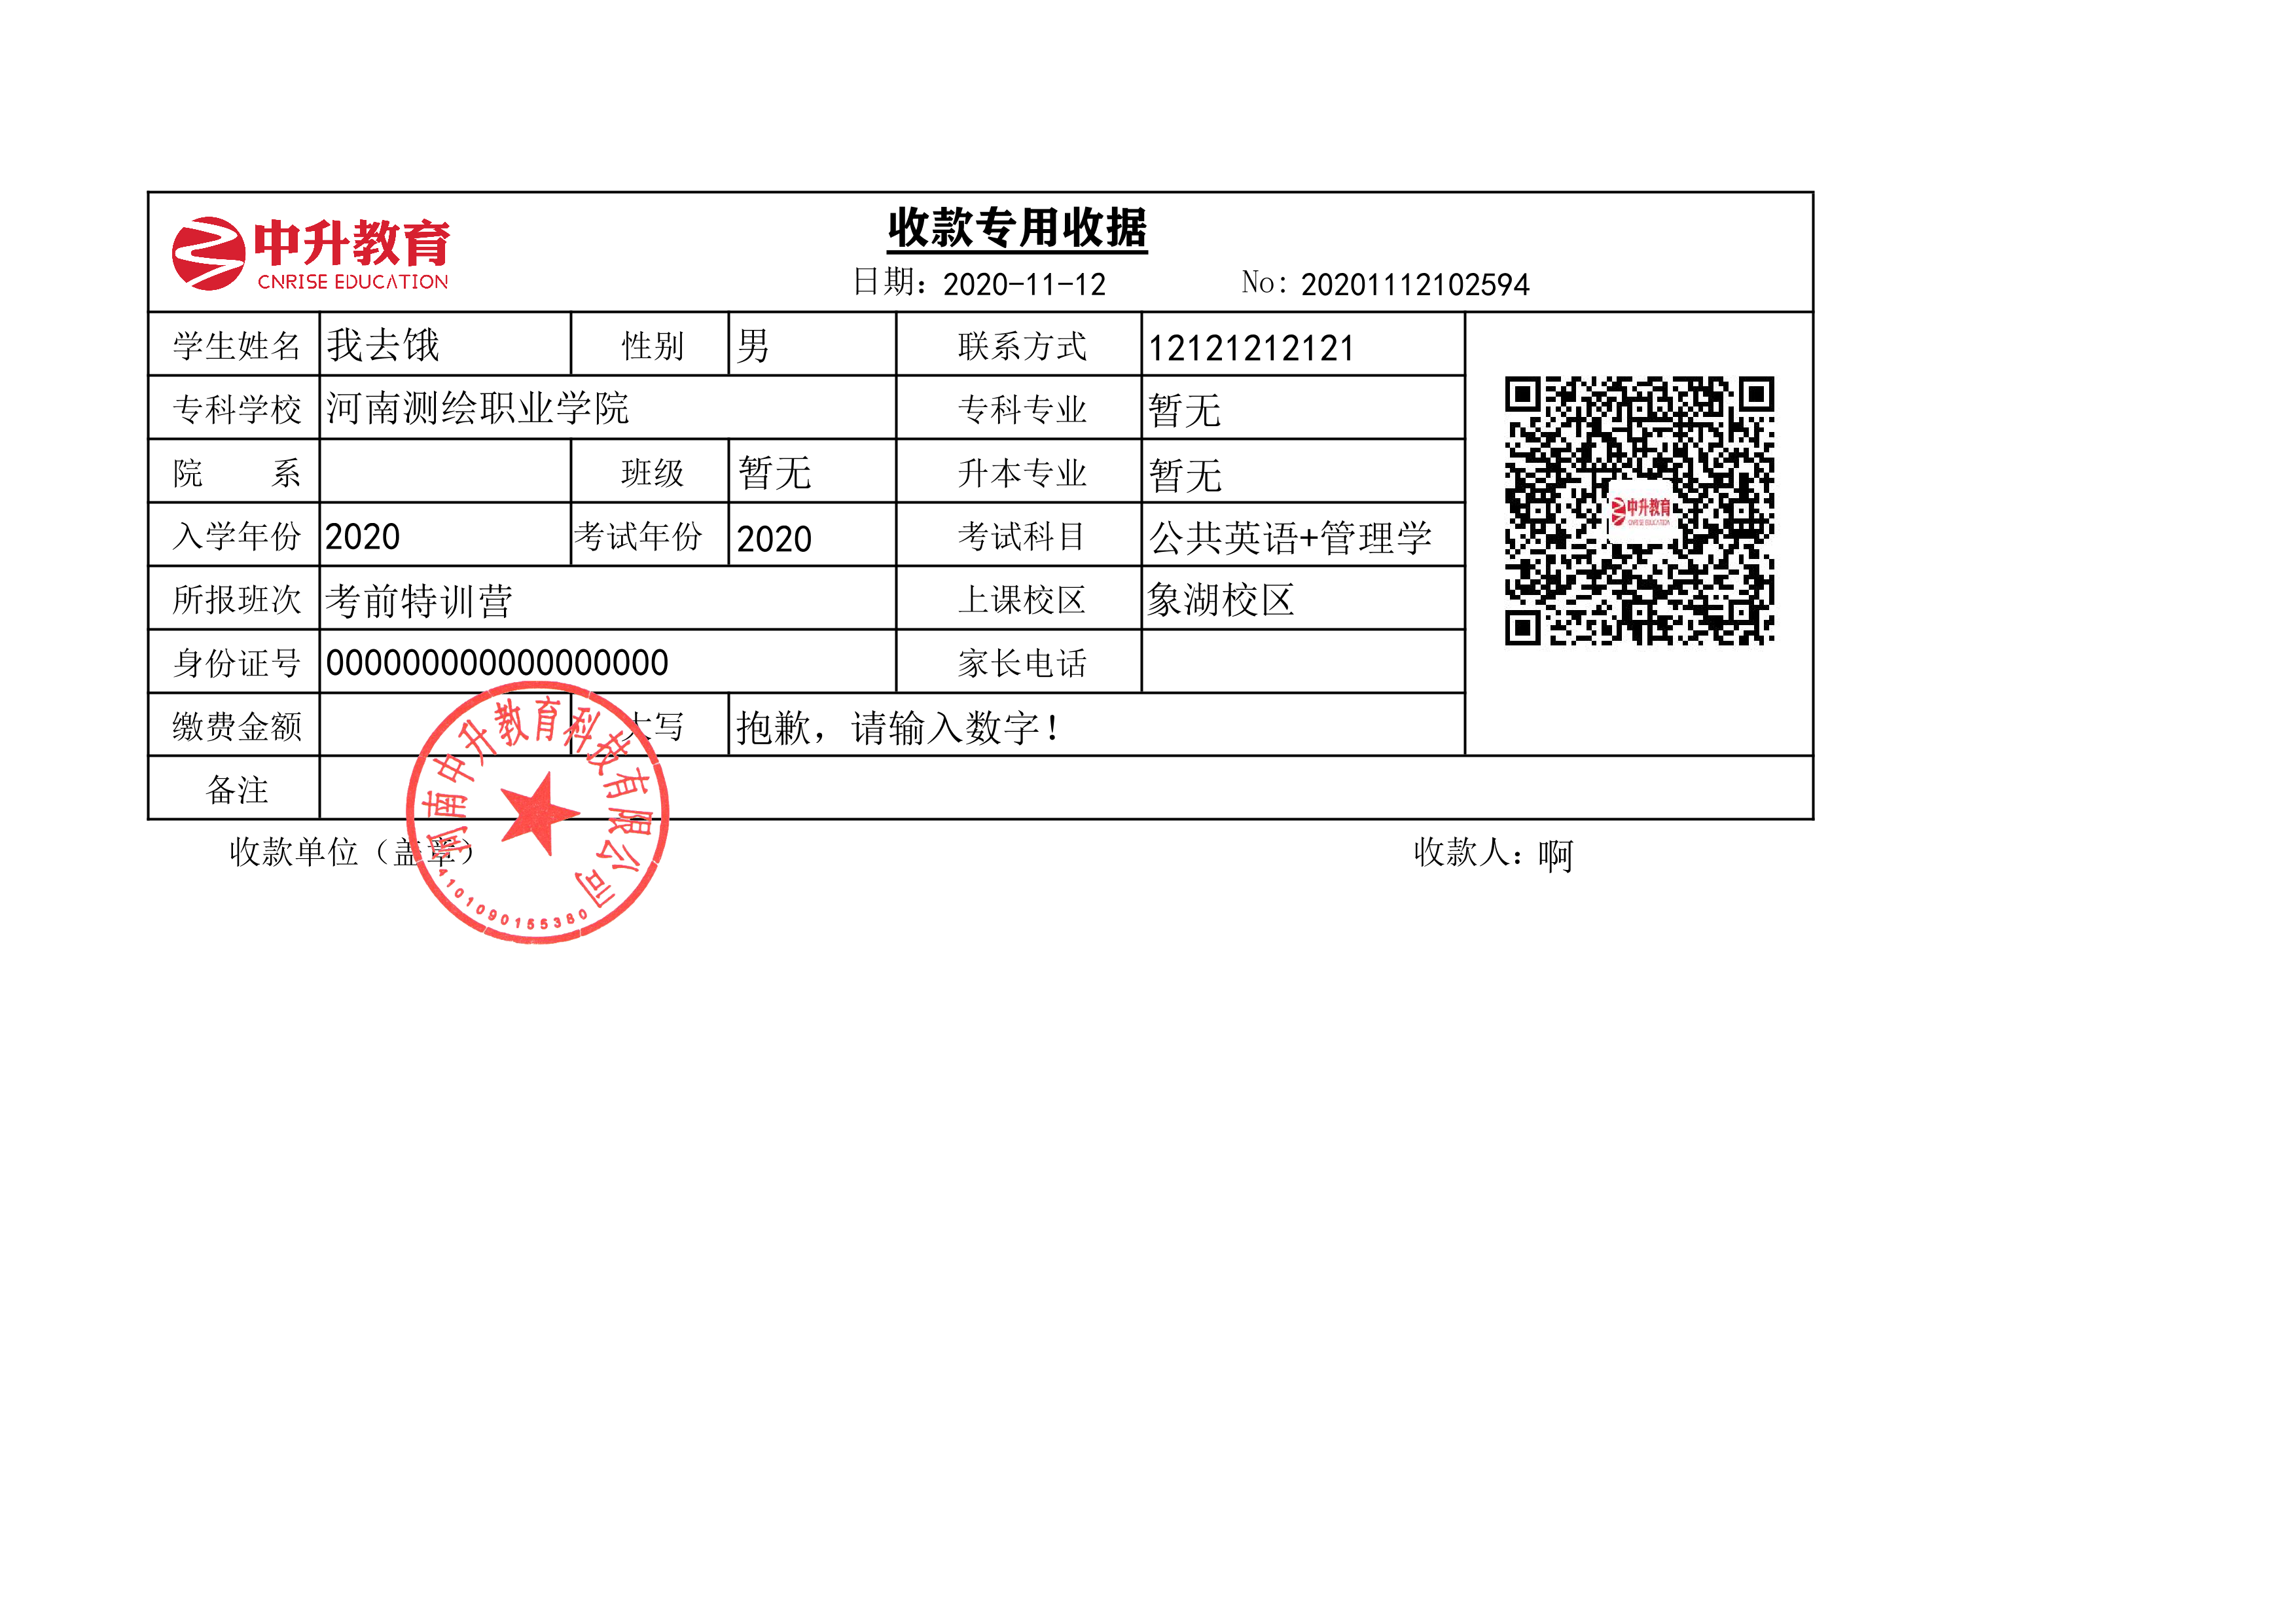 中升教育
CNRISE EDUCATION
收款专用收据
日期：2020-11-12 No：20201112102594
学生姓名 我去饿 性别 男 联系方式 12121212121
专科学校 河南测绘职业学院 专科专业 暂无
院 系 班级 暂无 升本专业 暂无
入学年份 2020 考试年份 2020 考试科目 公共英语+管理学
所报班次 考前特训营 上课校区 象湖校区
身份证号 000000000000000000 家长电话
缴费金额 大写 抱歉，请输入数字！
备注
收款单位（盖章） 收款人：啊
河南中升教育科技有限公司
4101090155380
中升教育
CNRISE EDUCATION